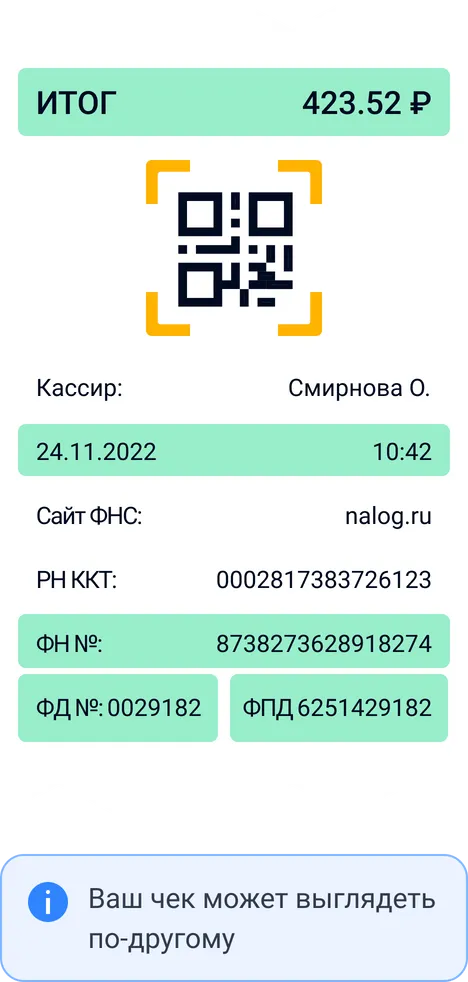 ИТОГ 423.52 ₽
Кассир: Смирнова О.
24.11.2022 10:42
Сайт ФНС: nalog.ru
РН ККТ: 0002817383726123
ФН №: 8738273628918274
ФД №: 0029182 ФПД 6251429182
Ваш чек может выглядеть
по-другому